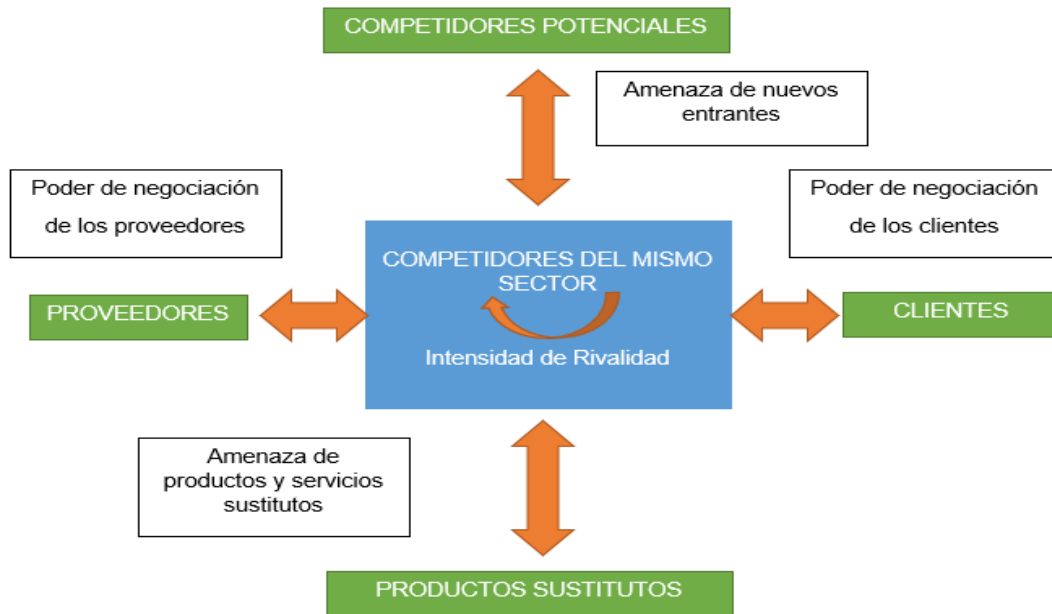 COMPETIDORES POTENCIALES
Amenaza de nuevos
entrantes
Poder de negociación
de los proveedores
Poder de negociación
de los clientes
COMPETIDORES DEL MISMO
SECTOR
PROVEEDORES
CLIENTES
Intensidad de Rivalidad
Amenaza de
productos y servicios
sustitutos
PRODUCTOS SUSTITUTOS